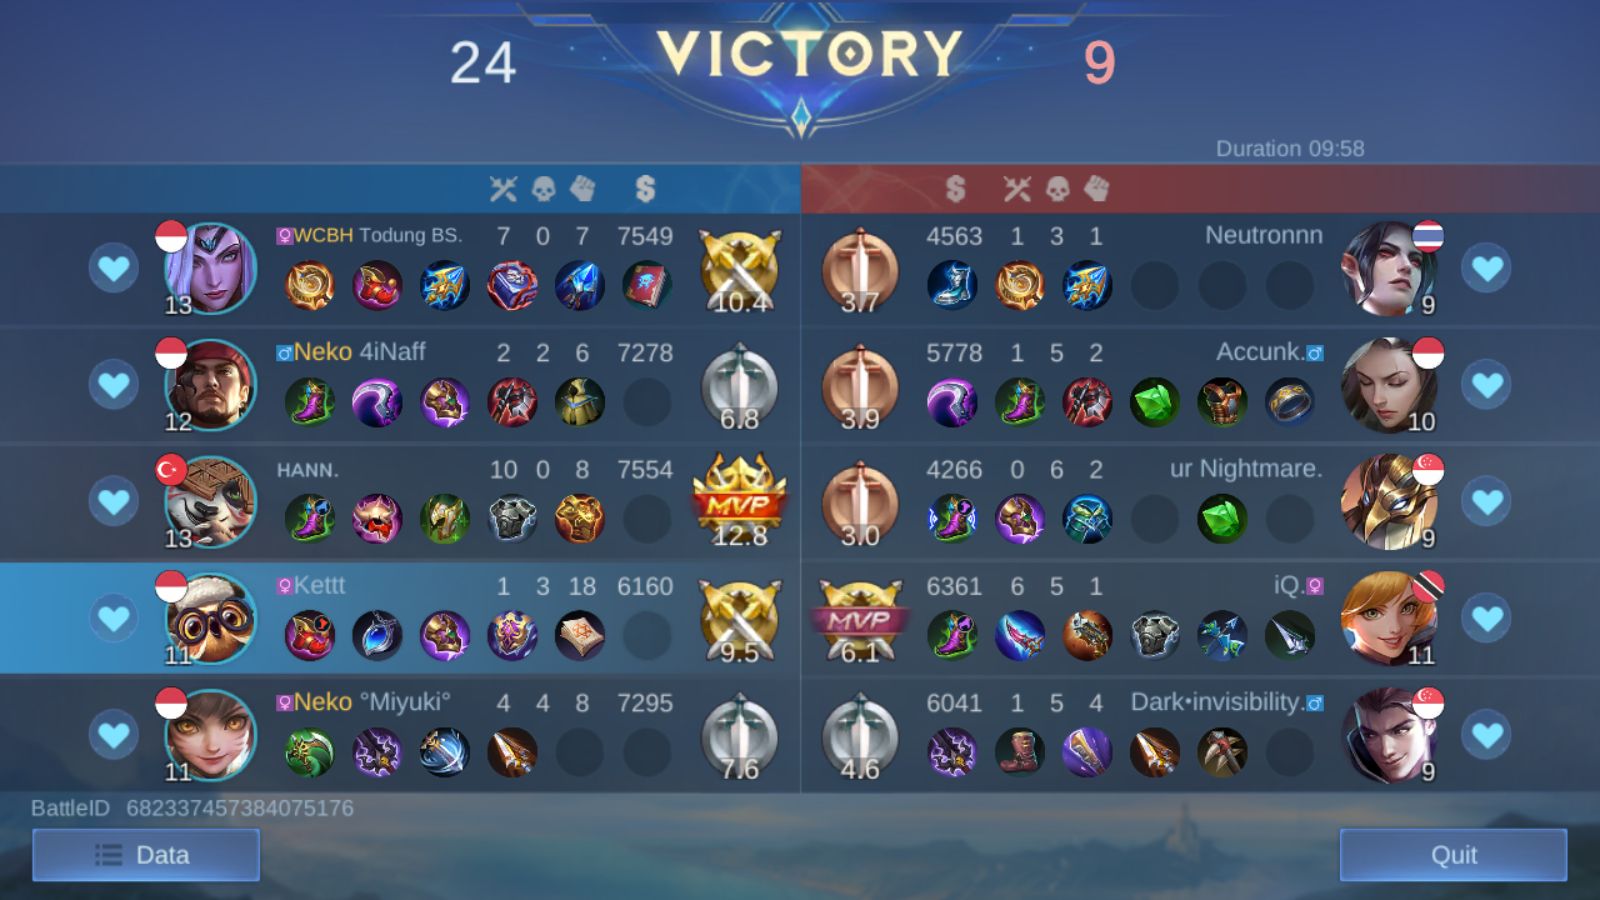 24 VICTORY 9
Duration 09:58
WCBH Todung BS. 7 0 7 7549
13 10.4
3.7 4563 1 3 1 Neutronnn
9
Neko 4iNaff 2 2 6 7278
12 6.8
3.9 5778 1 5 2 Accunk.
10
HANN. 10 0 8 7554
13 MVP 12.8
3.0 4266 0 6 2 ur Nightmare.
9
Kettt 1 3 18 6160
11 9.5
MVP 6.1 6361 6 5 1 iQ.
11
Neko °Miyuki° 4 4 8 7295
11 7.6
4.6 6041 1 5 4 Dark•invisibility.
9
BattleID 682337457384075176
Data
Quit